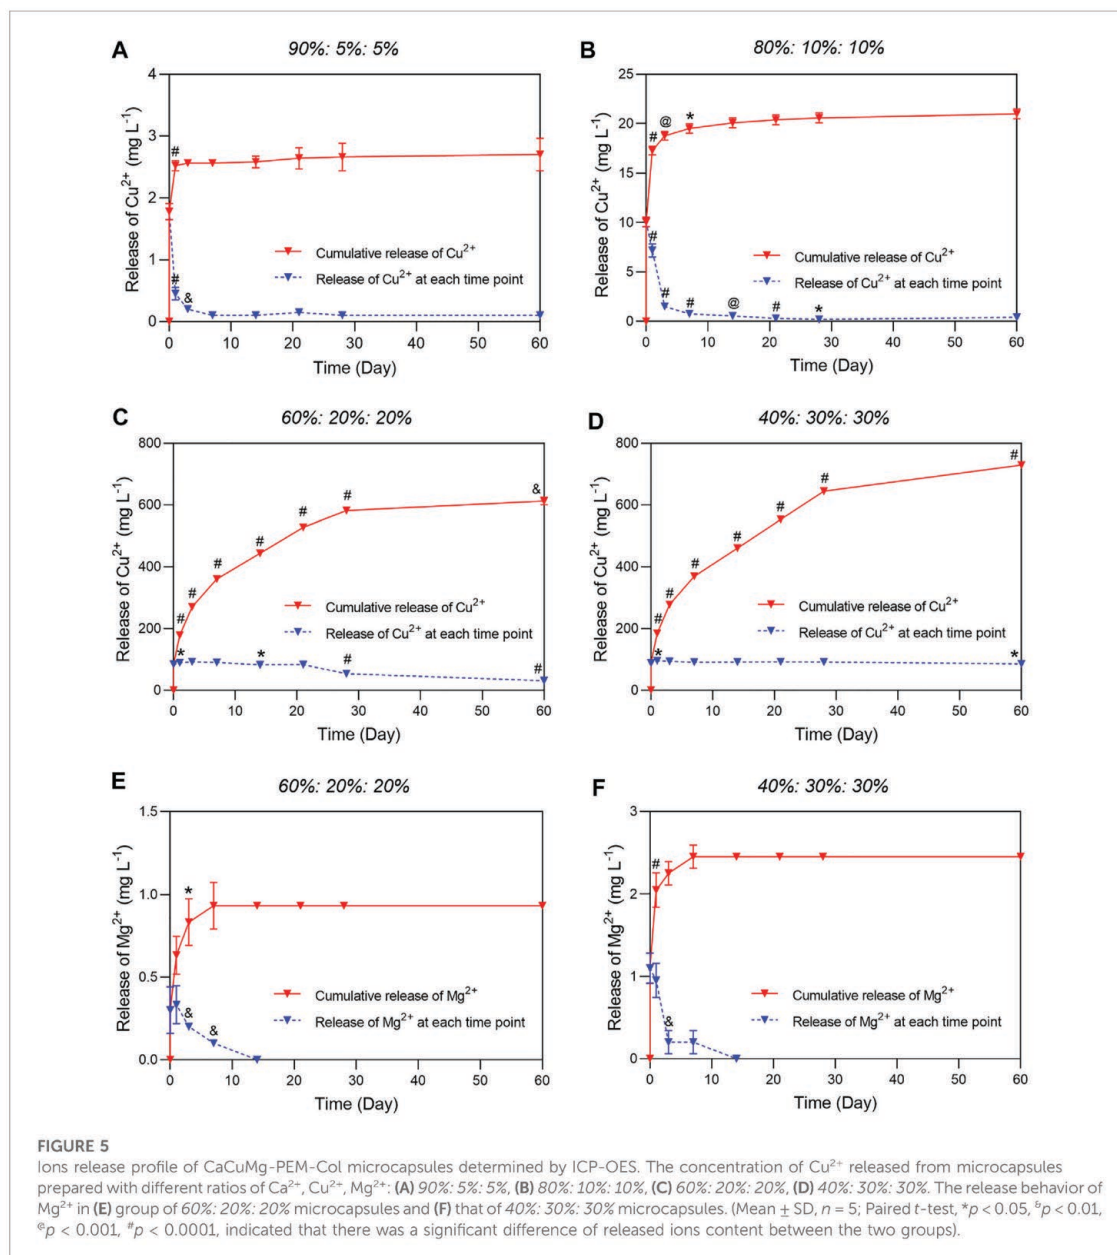 A
90%: 5%: 5%
Release of Cu²⁺ (mg L⁻¹)
4
3
2
1
0
#
#
&
Cumulative release of Cu²⁺
Release of Cu²⁺ at each time point
0 10 20 30 40 50 60
Time (Day)
B
80%: 10%: 10%
Release of Cu²⁺ (mg L⁻¹)
25
20
15
10
5
0
# @ *
# # # @ # *
Cumulative release of Cu²⁺
Release of Cu²⁺ at each time point
0 10 20 30 40 50 60
Time (Day)
C
60%: 20%: 20%
Release of Cu²⁺ (mg L⁻¹)
800
600
400
200
0
# # # # # # &
* * # #
Cumulative release of Cu²⁺
Release of Cu²⁺ at each time point
0 10 20 30 40 50 60
Time (Day)
D
40%: 30%: 30%
Release of Cu²⁺ (mg L⁻¹)
800
600
400
200
0
# # # # # # #
* *
Cumulative release of Cu²⁺
Release of Cu²⁺ at each time point
0 10 20 30 40 50 60
Time (Day)
E
60%: 20%: 20%
Release of Mg²⁺ (mg L⁻¹)
1.5
1.0
0.5
0.0
*
& &
Cumulative release of Mg²⁺
Release of Mg²⁺ at each time point
0 10 20 30 40 50 60
Time (Day)
F
40%: 30%: 30%
Release of Mg²⁺ (mg L⁻¹)
3
2
1
0
#
&
Cumulative release of Mg²⁺
Release of Mg²⁺ at each time point
0 10 20 30 40 50 60
Time (Day)
FIGURE 5
Ions release profile of CaCuMg-PEM-Col microcapsules determined by ICP-OES. The concentration of Cu²⁺ released from microcapsules
prepared with different ratios of Ca²⁺, Cu²⁺, Mg²⁺: (A) 90%: 5%: 5%, (B) 80%: 10%: 10%, (C) 60%: 20%: 20%, (D) 40%: 30%: 30%. The release behavior of
Mg²⁺ in (E) group of 60%: 20%: 20% microcapsules and (F) that of 40%: 30%: 30% microcapsules. (Mean ± SD, n = 5; Paired t-test, *p < 0.05, &p < 0.01,
@p < 0.001, #p < 0.0001, indicated that there was a significant difference of released ions content between the two groups).